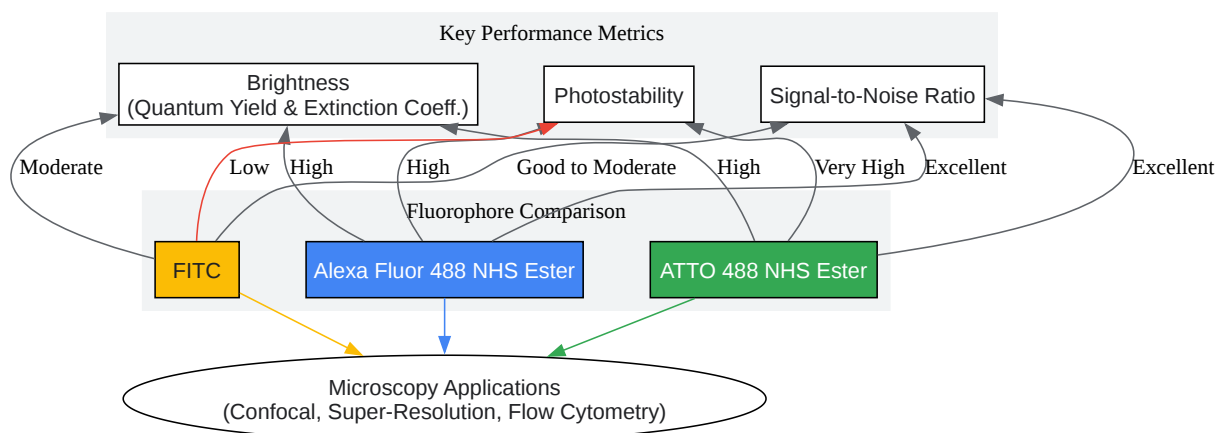 Key Performance Metrics
Brightness
(Quantum Yield & Extinction Coeff.)
Photostability
Signal-to-Noise Ratio
Moderate
Low
High
High
Good to Moderate
High
Very High
Excellent
Excellent
Fluorophore Comparison
FITC
Alexa Fluor 488 NHS Ester
ATTO 488 NHS Ester
Microscopy Applications
(Confocal, Super-Resolution, Flow Cytometry)